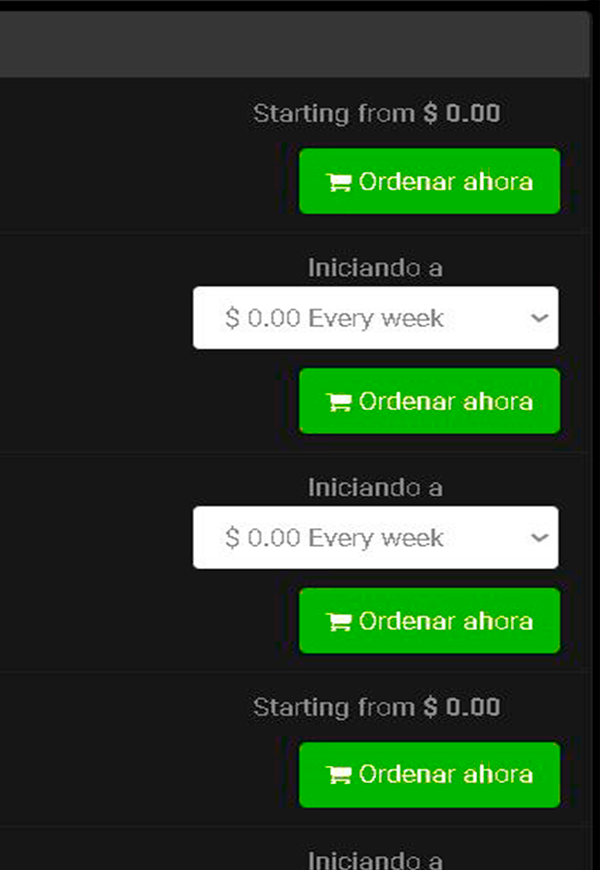 Starting from $ 0.00
Ordenar ahora
Iniciando a
$ 0.00 Every week
Ordenar ahora
Iniciando a
$ 0.00 Every week
Ordenar ahora
Starting from $ 0.00
Ordenar ahora
Iniciando a